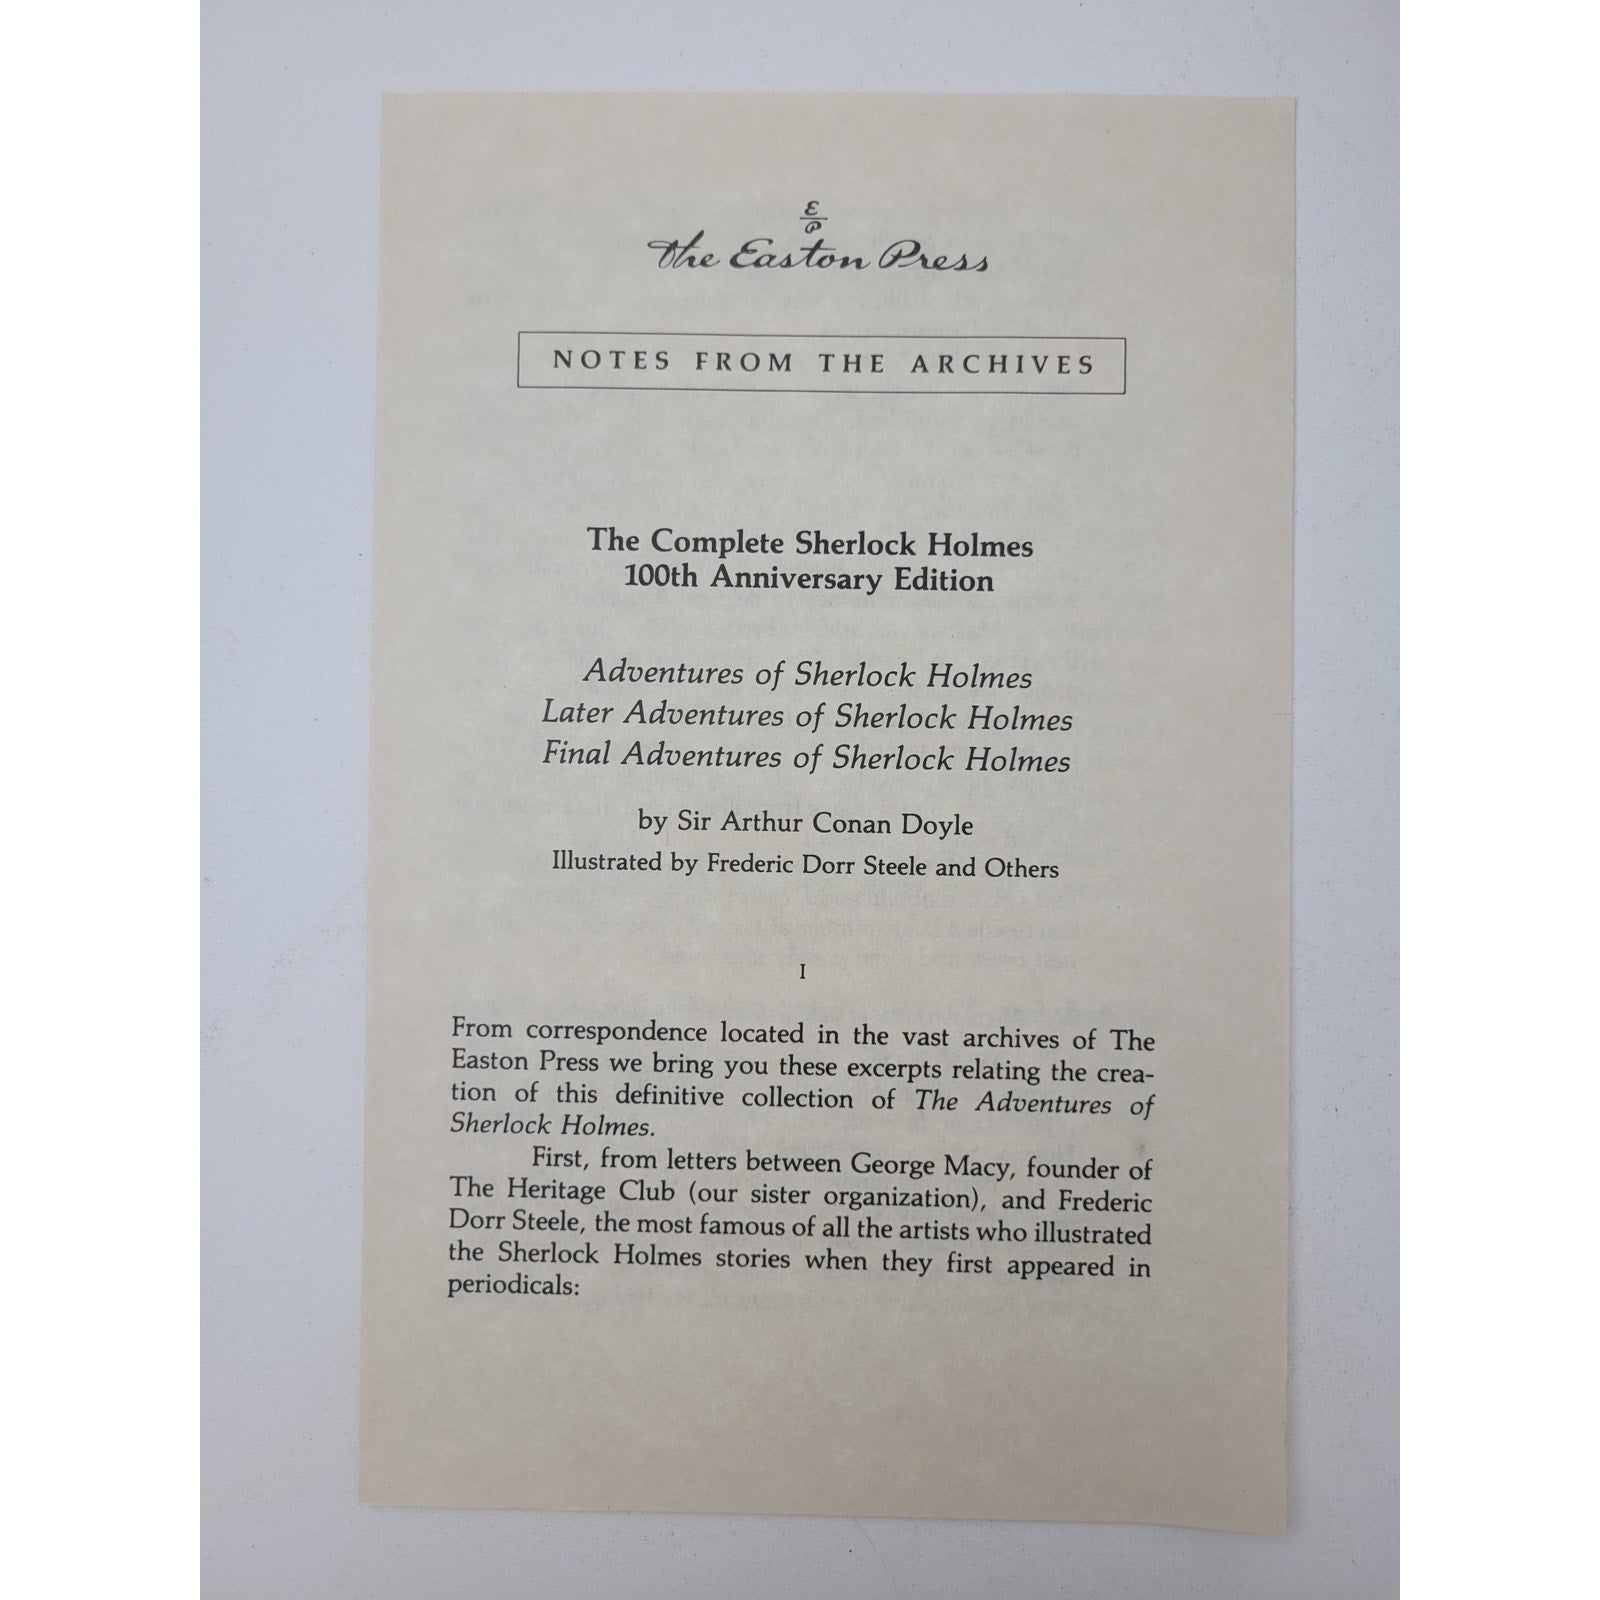 E
P
The Easton Press
NOTES FROM THE ARCHIVES
The Complete Sherlock Holmes
100th Anniversary Edition
Adventures of Sherlock Holmes
Later Adventures of Sherlock Holmes
Final Adventures of Sherlock Holmes
by Sir Arthur Conan Doyle
Illustrated by Frederic Dorr Steele and Others
I
From correspondence located in the vast archives of The
Easton Press we bring you these excerpts relating the crea-
tion of this definitive collection of The Adventures of
Sherlock Holmes.
First, from letters between George Macy, founder of
The Heritage Club (our sister organization), and Frederic
Dorr Steele, the most famous of all the artists who illustrated
the Sherlock Holmes stories when they first appeared in
periodicals: